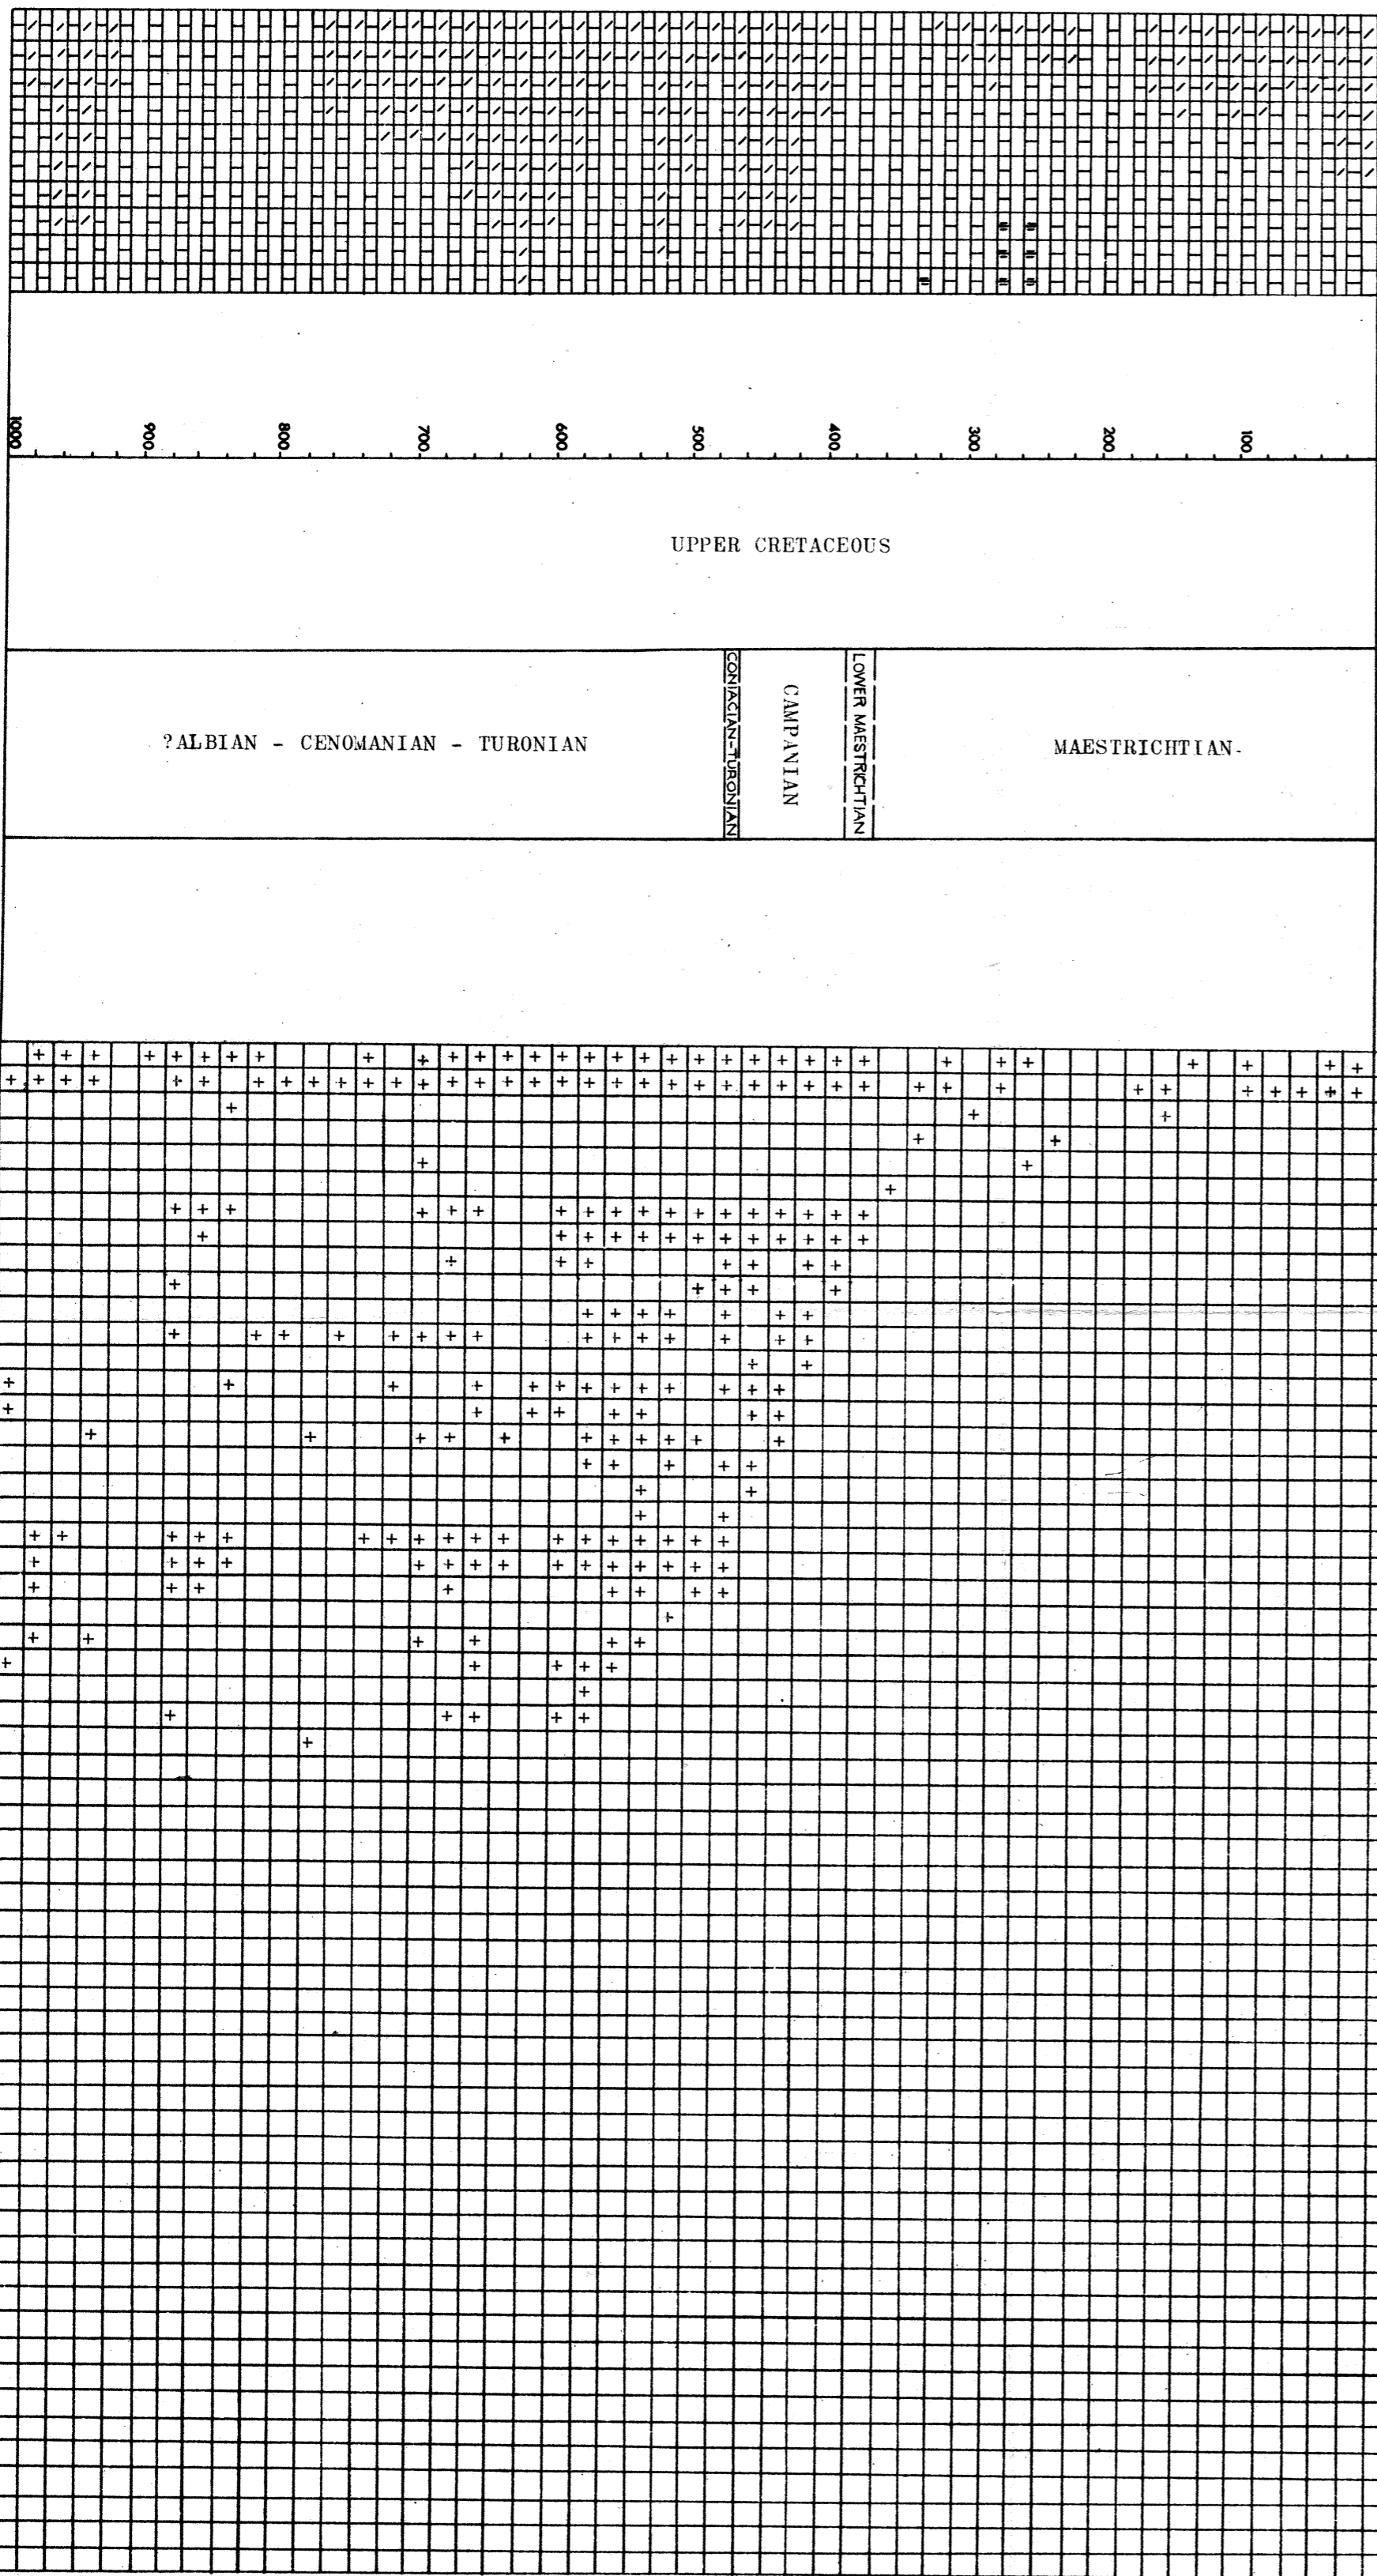 1000 900 800 700 600 500 400 300 200 100
UPPER CRETACEOUS
?ALBIAN - CENOMANIAN - TURONIAN
CONIACIAN-TURONIAN
CAMPANIAN
LOWER MAESTRICHTIAN
MAESTRICHTIAN-